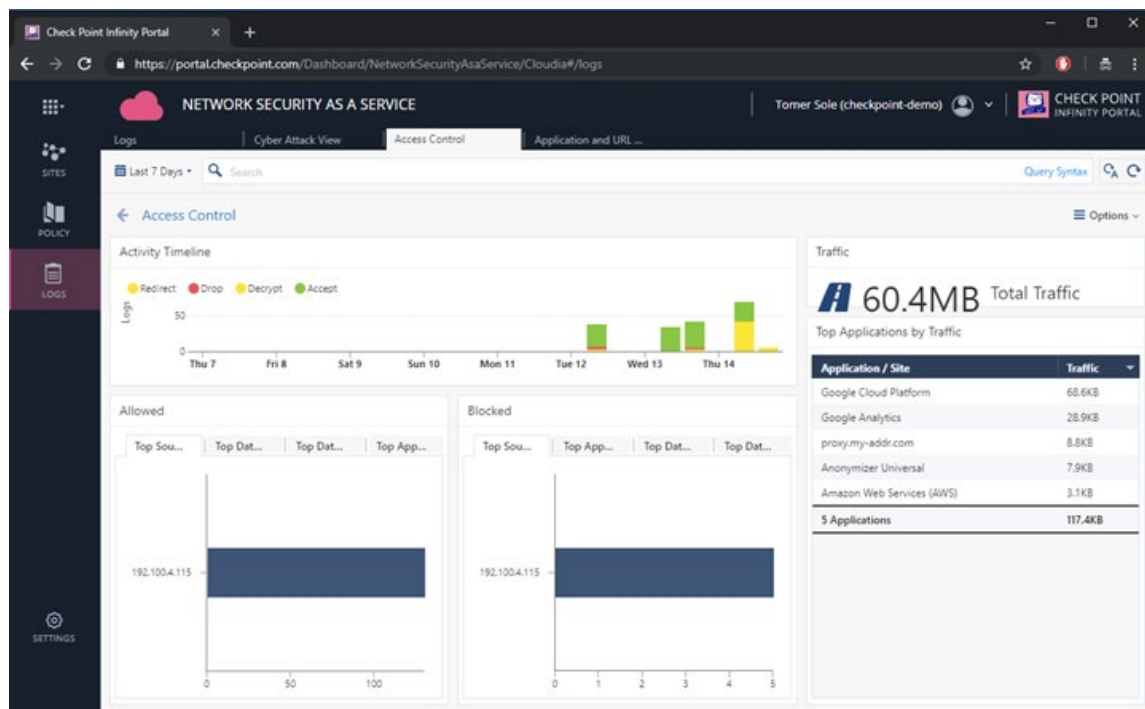 Check Point Infinity Portal
https://portal.checkpoint.com/Dashboard/NetworkSecurityAsaService/Cloudia#/logs
NETWORK SECURITY AS A SERVICE
Tomer Sole (checkpoint-demo)
CHECK POINT
INFINITY PORTAL
Logs
Cyber Attack View
Access Control
Application and URL ...
SITES
POLICY
LOGS
SETTINGS
Last 7 Days
Search
Query Syntax
Access Control
Options
Activity Timeline
Redirect Drop Decrypt Accept
Logs
50
0
Thu 7 Fri 8 Sat 9 Sun 10 Mon 11 Tue 12 Wed 13 Thu 14
Traffic
60.4MB Total Traffic
Top Applications by Traffic
Application / Site Traffic
Google Cloud Platform 68.6KB
Google Analytics 28.9KB
proxy.my-addr.com 8.8KB
Anonymizer Universal 7.9KB
Amazon Web Services (AWS) 3.1KB
5 Applications 117.4KB
Allowed
Top Sou... Top Dat... Top Dat... Top App...
192.100.4.115
0 50 100
Blocked
Top Sou... Top App... Top Dat... Top Dat...
192.100.4.115
0 1 2 3 4 5